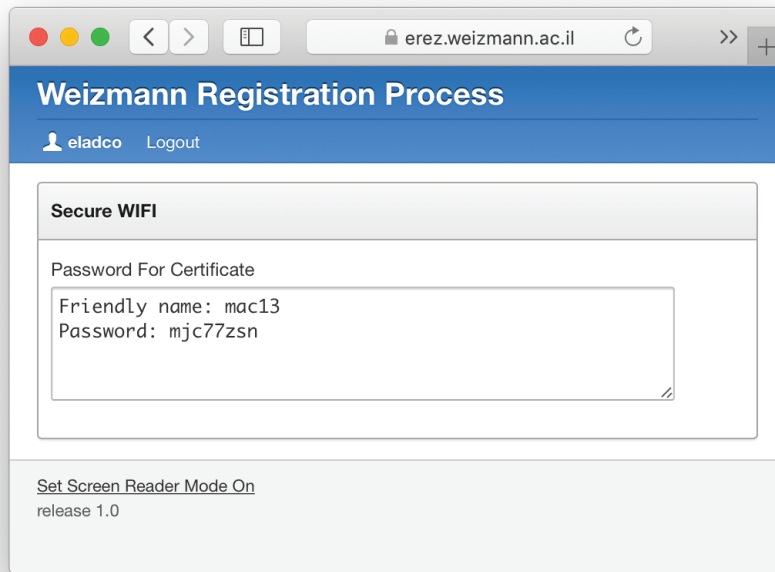 erez.weizmann.ac.il
Weizmann Registration Process
eladco Logout
Secure WIFI
Password For Certificate
Friendly name: mac13
Password: mjc77zsn
Set Screen Reader Mode On
release 1.0